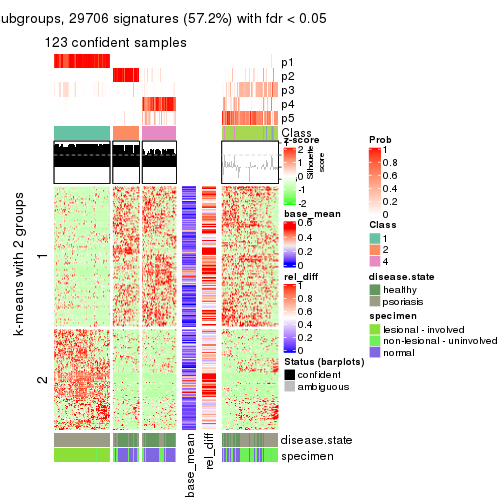 ubgroups, 29706 signatures (57.2%) with fdr < 0.05
123 confident samples
p1
p2
p3
p4
p5
Class
z-score
2
1
0
-1
-2
Silhouette
score
base_mean
0.6
0.4
0.2
0
rel_diff
1
0.8
0.6
0.4
0.2
0
Status (barplots)
confident
ambiguous
Prob
1
0.8
0.6
0.4
0.2
0
Class
1
2
4
disease.state
healthy
psoriasis
specimen
lesional - involved
non-lesional - uninvolved
normal
k-means with 2 groups
1
2
disease.state
specimen
base_mean
rel_diff